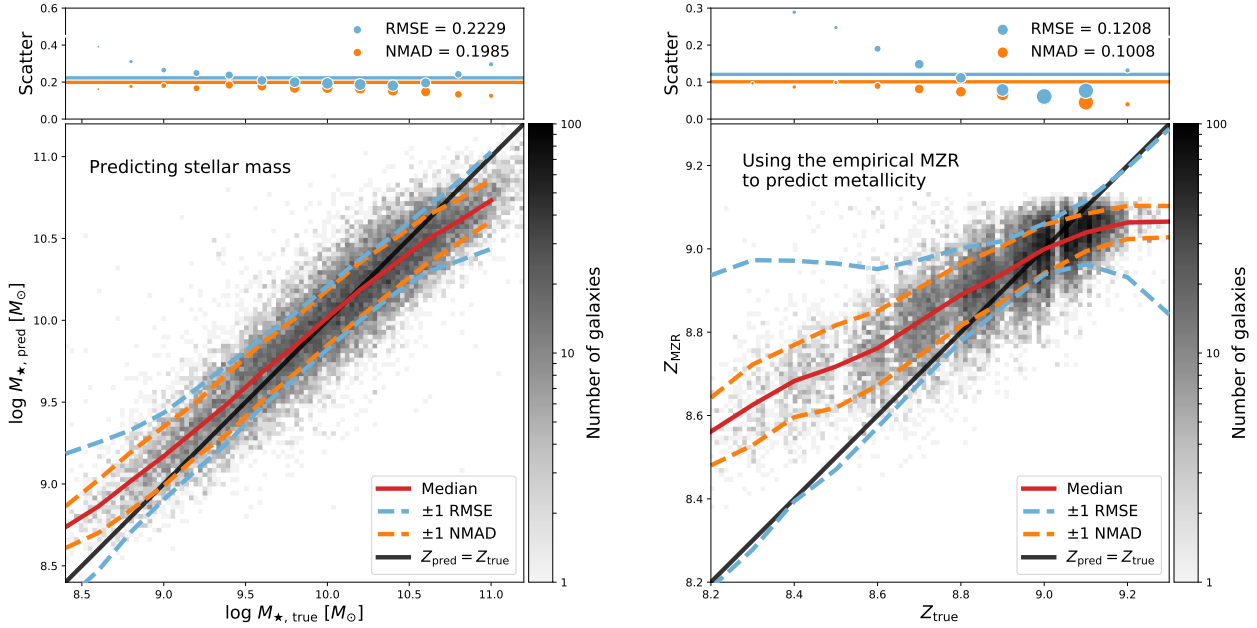 0.6
0.4
0.2
0.0
Scatter
RMSE = 0.2229
NMAD = 0.1985
11.0
10.5
10.0
9.5
9.0
8.5
log M★, pred [M⊙]
Predicting stellar mass
Median
±1 RMSE
±1 NMAD
Zpred = Ztrue
8.5 9.0 9.5 10.0 10.5 11.0
log M★, true [M⊙]
100
10
1
Number of galaxies
0.3
0.2
0.1
0.0
Scatter
RMSE = 0.1208
NMAD = 0.1008
9.2
9.0
8.8
8.6
8.4
8.2
ZMZR
Using the empirical MZR
to predict metallicity
Median
±1 RMSE
±1 NMAD
Zpred = Ztrue
8.2 8.4 8.6 8.8 9.0 9.2
Ztrue
100
10
1
Number of galaxies